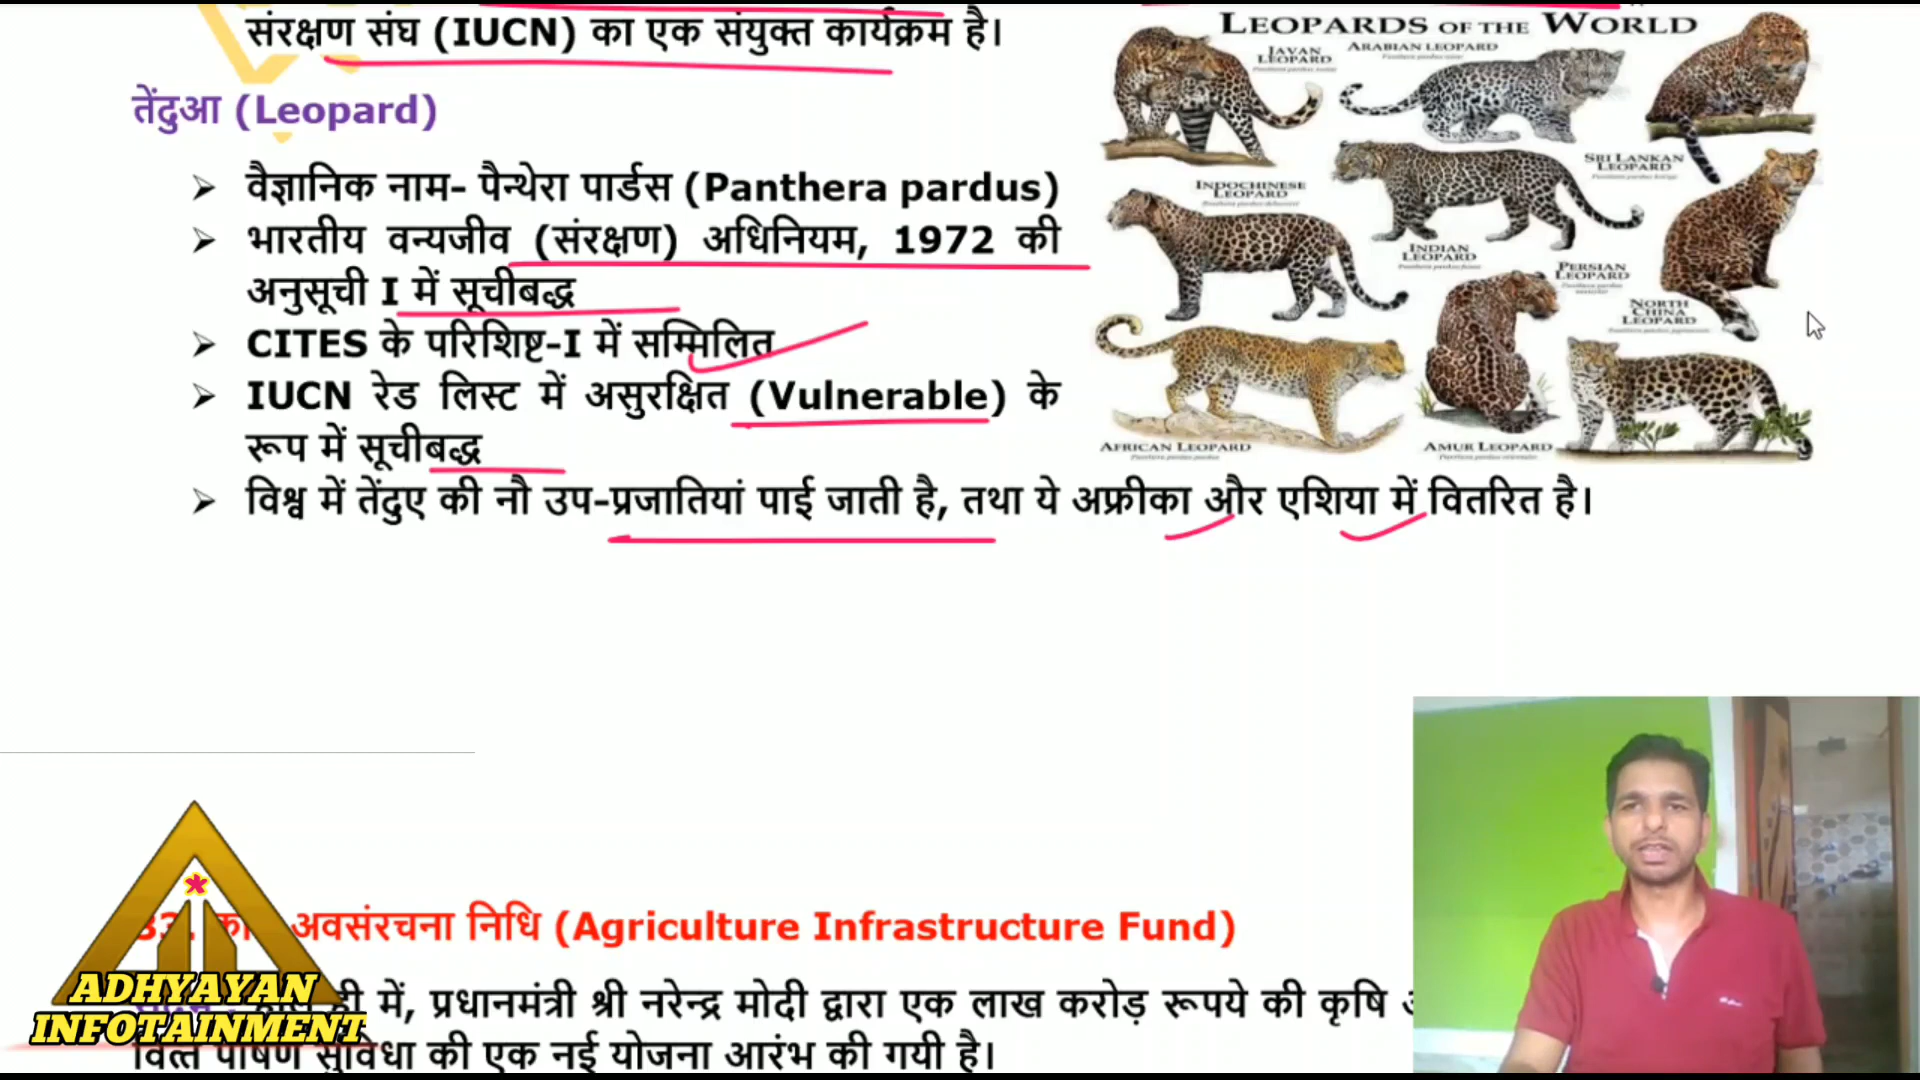 संरक्षण संघ (IUCN) का एक संयुक्त कार्यक्रम है।
तेंदुआ (Leopard)
➢ वैज्ञानिक नाम- पैन्थेरा पार्डस (Panthera pardus)
➢ भारतीय वन्यजीव (संरक्षण) अधिनियम, 1972 की
अनुसूची I में सूचीबद्ध
➢ CITES के परिशिष्ट-I में सम्मिलित
➢ IUCN रेड लिस्ट में असुरक्षित (Vulnerable) के
रूप में सूचीबद्ध
➢ विश्व में तेंदुए की नौ उप-प्रजातियां पाई जाती है, तथा ये अफ्रीका और एशिया में वितरित है।
LEOPARDS OF THE WORLD
JAVAN
LEOPARD
ARABIAN LEOPARD
SRI LANKAN
LEOPARD
INDOCHINESE
LEOPARD
INDIAN
LEOPARD
PERSIAN
LEOPARD
NORTH
CHINA
LEOPARD
AFRICAN LEOPARD
AMUR LEOPARD
अवसंरचना निधि (Agriculture Infrastructure Fund)
में, प्रधानमंत्री श्री नरेन्द्र मोदी द्वारा एक लाख करोड़ रूपये की कृषि
वित्त पोषण सुविधा की एक नई योजना आरंभ की गयी है।
ADHYAYAN
INFOTAINMENT